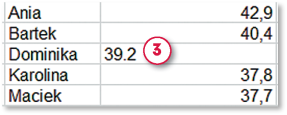 Ania 42,9
Bartek 40,4
Dominika 39.2 3
Karolina 37,8
Maciek 37,7